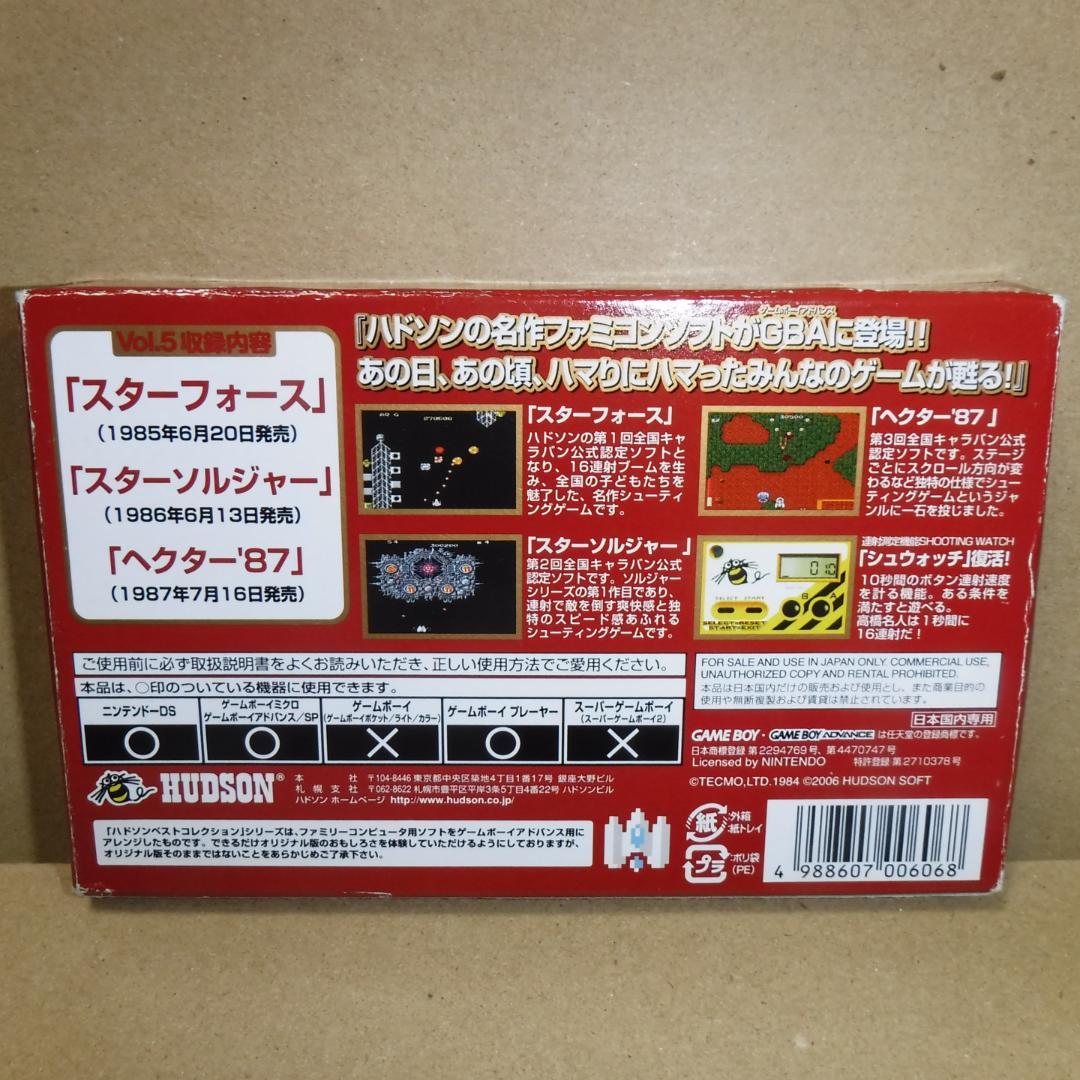 Vol.5 収録内容
「スターフォース」
(1985年6月20日発売)
「スターソルジャー」
(1986年6月13日発売)
「ヘクター'87」
(1987年7月16日発売)
ゲームボーイアドバンス
『ハドソンの名作ファミコンソフトがGBAに登場!!
あの日、あの頃、ハマりにハマったみんなのゲームが甦る!』
「スターフォース」
ハドソンの第1回全国キャ
ラバン公式認定ソフトと
なり、16連射ブームを生
み、全国の子どもたちを
魅了した、名作シューティ
ングゲームです。
270600
「ヘクター'87」
第3回全国キャラバン公式
認定ソフトです。ステージ
ごとにスクロール方向が変
わるなど独特の仕様でシュー
ティングゲームというジャ
ンルに一石を投じました。
30500
「スターソルジャー」
第2回全国キャラバン公式
認定ソフトです。ソルジャー
シリーズの第1作目であり、
連射で敵を倒す爽快感と独
特のスピード感あふれる
シューティングゲームです。
300200
連射測定機能SHOOTING WATCH
「シュウォッチ」復活!
10秒間のボタン連射速度
を計る機能。ある条件を
満たすと遊べる。
高橋名人は1秒間に
16連射だ!
010
SELECT START
B A
SELECT=RESET
START=EXIT
ご使用前に必ず取扱説明書をよくお読みいただき、正しい使用方法でご愛用ください。
本品は、○印のついている機器に使用できます。
ニンテンドーDS
○
ゲームボーイミクロ
ゲームボーイアドバンス/SP
○
ゲームボーイ
(ゲームボーイポケット/ライト/カラー)
×
ゲームボーイ プレーヤー
○
スーパーゲームボーイ
(スーパーゲームボーイ2)
×
FOR SALE AND USE IN JAPAN ONLY. COMMERCIAL USE,
UNAUTHORIZED COPY AND RENTAL PROHIBITED.
本品は日本国内だけの販売および使用とし、また商業目的の
使用や無断複製および賃貸は禁止されています。
日本国内専用
GAME BOY・GAME BOY ADVANCE は任天堂の登録商標です。
日本商標登録 第2294769号、第4470747号
Licensed by NINTENDO 特許登録 第2710378号
©TECMO,LTD. 1984 ©2006 HUDSON SOFT
HUDSON®
本社 〒104-8446 東京都中央区築地4丁目1番17号 銀座大野ビル
札幌支社 〒062-8622 札幌市豊平区平岸3条5丁目4番22号 ハドソンビル
ハドソン ホームページ http://www.hudson.co.jp/
「ハドソンベストコレクション」シリーズは、ファミリーコンピュータ用ソフトをゲームボーイアドバンス用に
アレンジしたものです。できるだけオリジナル版のおもしろさを体験していただけるようにしておりますが、
オリジナル版そのままではないことをあらかじめご了承下さい。
紙
:外箱
:紙トレイ
プラ
:ポリ袋
(PE)
4 988607 006068